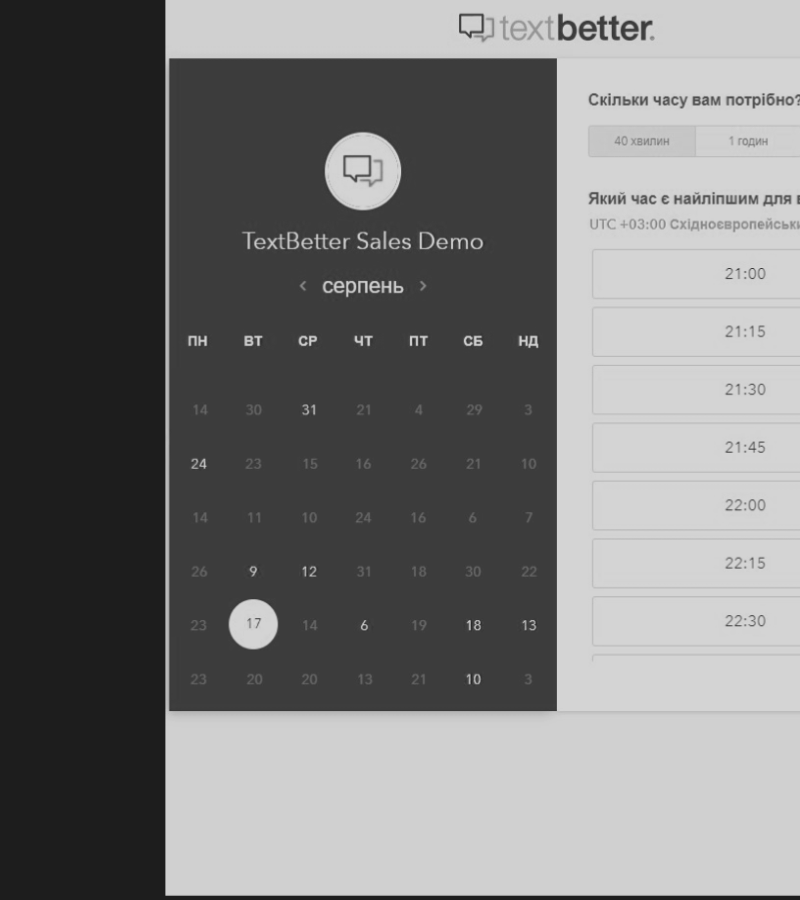 textbetter.
TextBetter Sales Demo
< серпень >
ПН ВТ СР ЧТ ПТ СБ НД
14 30 31 21 4 29 3
24 23 15 16 26 21 10
14 11 10 24 16 6 7
26 9 12 31 18 30 22
23 17 14 6 19 18 13
23 20 20 13 21 10 3
Скільки часу вам потрібно?
40 хвилин 1 годин
Який час є найліпшим для
UTC +03:00 Східноєвропейськи
21:00
21:15
21:30
21:45
22:00
22:15
22:30